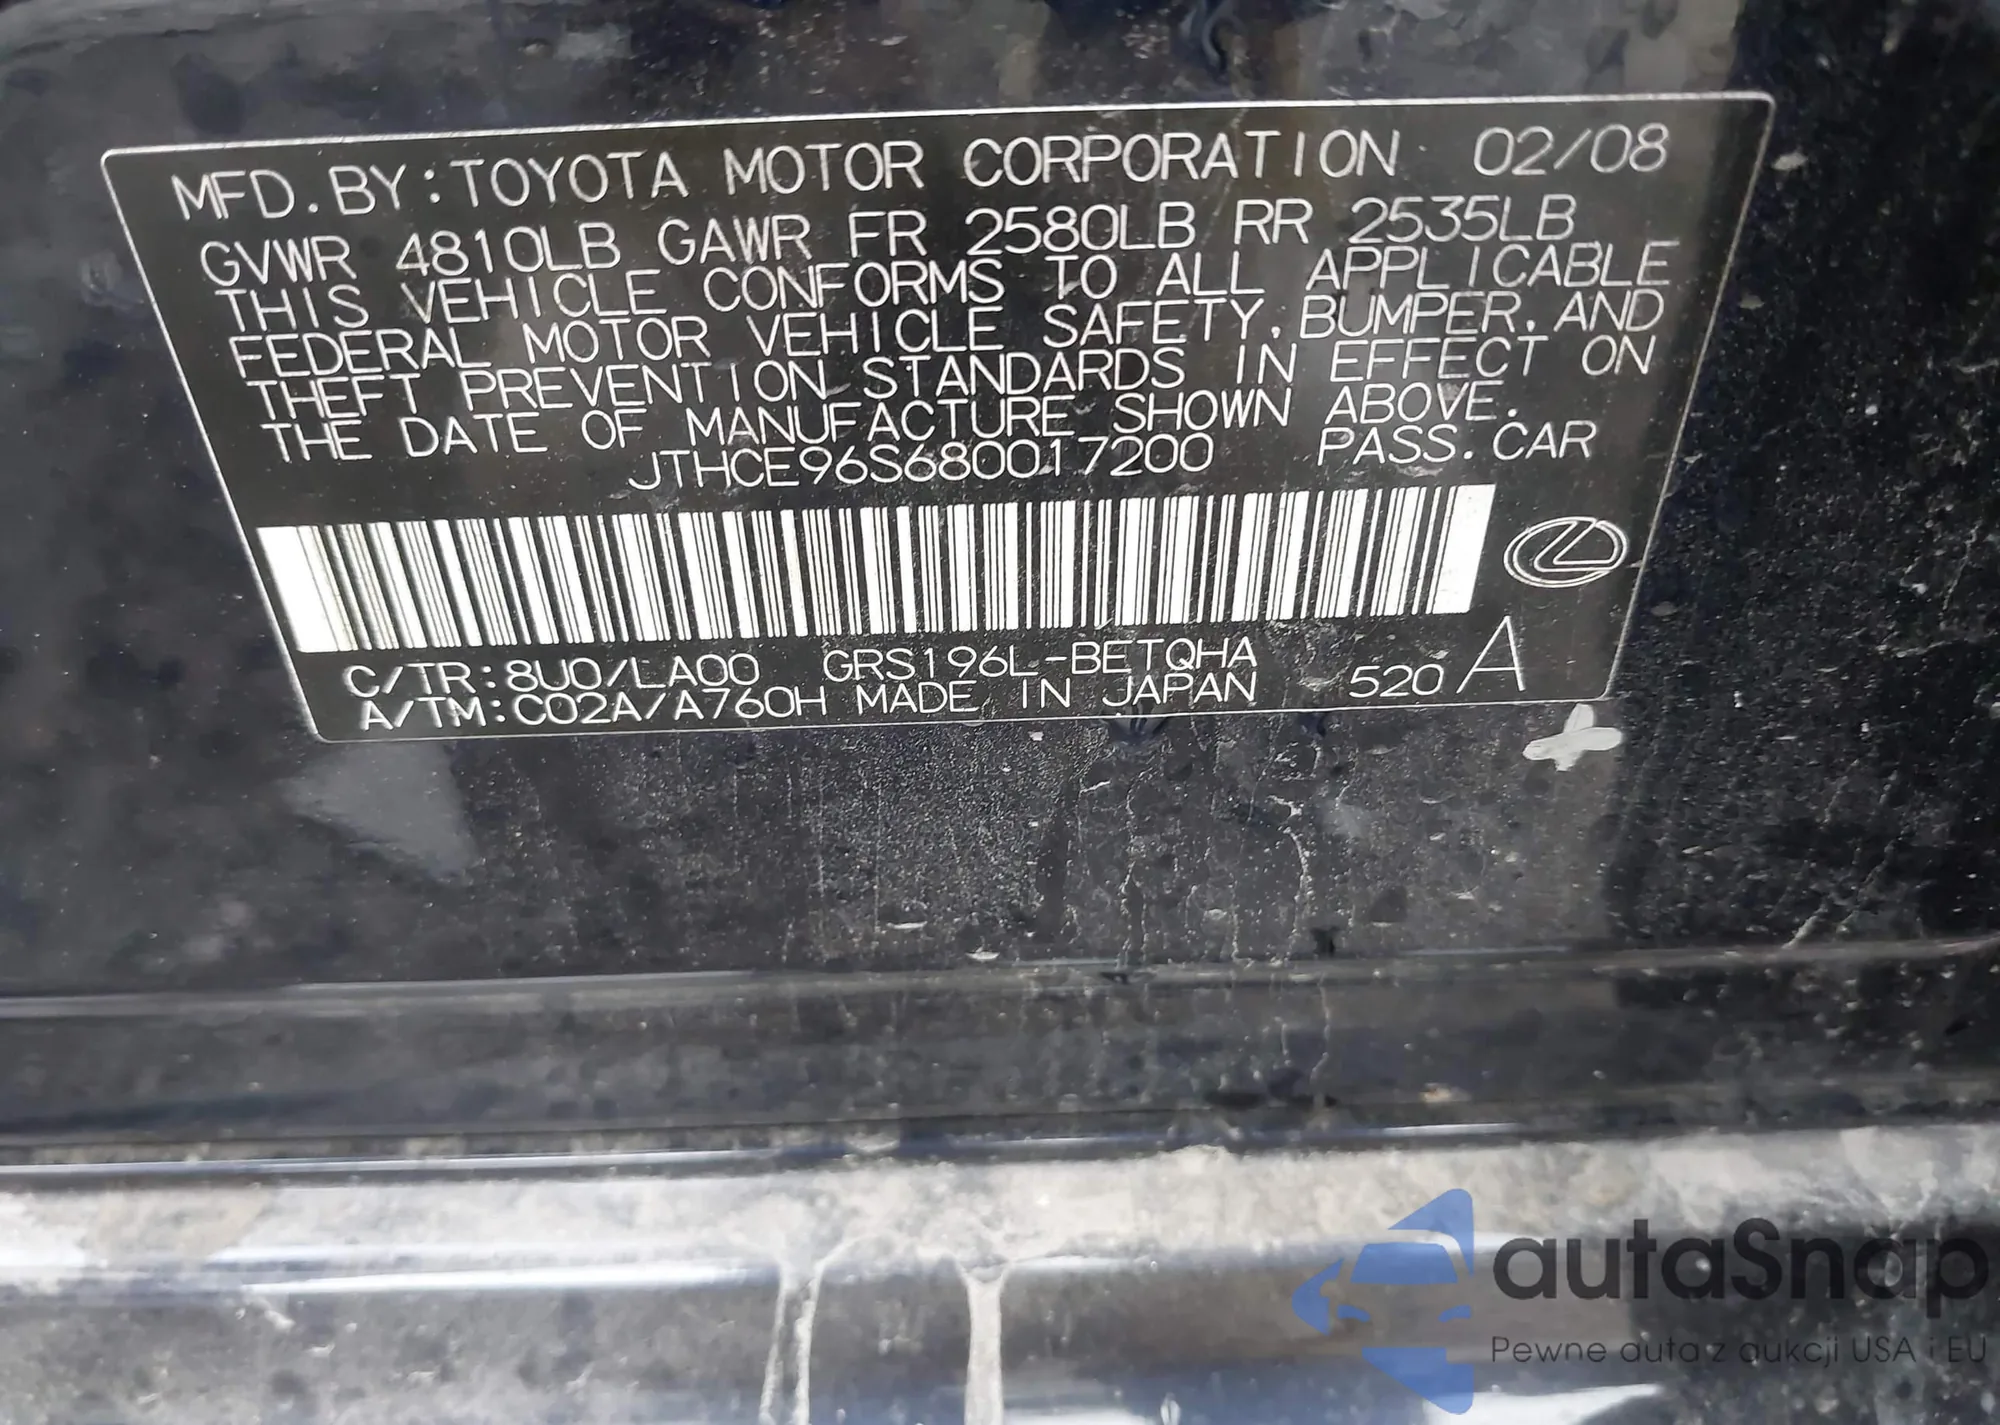 MFD. BY: TOYOTA MOTOR CORPORATION 02/08
GVWR 4810LB GAWR FR 2580LB RR 2535LB
THIS VEHICLE CONFORMS TO ALL APPLICABLE
FEDERAL MOTOR VEHICLE SAFETY, BUMPER, AND
THEFT PREVENTION STANDARDS IN EFFECT ON
THE DATE OF MANUFACTURE SHOWN ABOVE.
JTHCE96S680017200 PASS. CAR
C/TR: 8U0/LA00 GRS196L-BETQHA
A/TM: C02A/A760H MADE IN JAPAN 520 A
autaSnap
Pewne auta z aukcji USA i EU